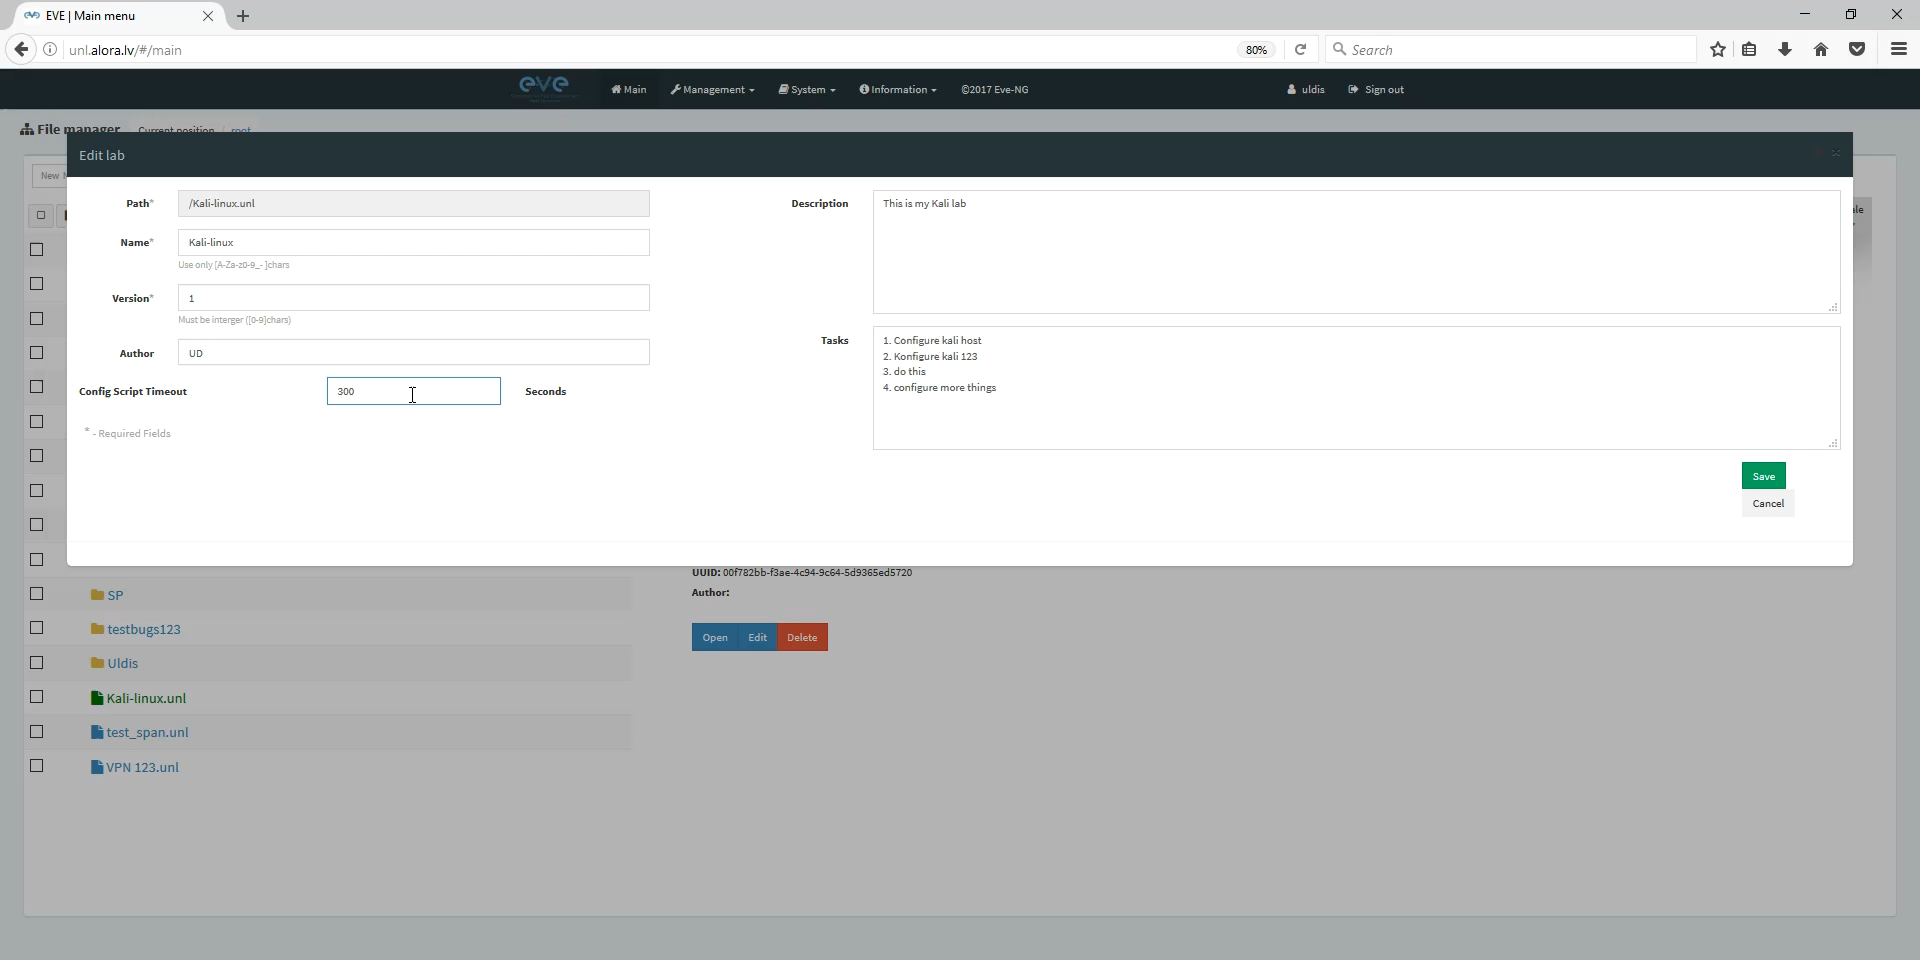 EVE | Main menu
unl.alora.lv/#/main
80%
Search
eve
Main
Management
System
Information
©2017 Eve-NG
uldis
Sign out
File manager
Current position
root
Edit lab
New
Path*
/Kali-linux.unl
Name*
Kali-linux
Use only [A-Za-z0-9_- ]chars
Version*
1
Must be interger ([0-9]chars)
Author
UD
Config Script Timeout
300
Seconds
* - Required Fields
Description
This is my Kali lab
Tasks
1. Configure kali host
2. Konfigure kali 123
3. do this
4. configure more things
Save
Cancel
UUID: 00f782bb-f3ae-4c94-9c64-5d9365ed5720
Author:
Open
Edit
Delete
SP
testbugs123
Uldis
Kali-linux.unl
test_span.unl
VPN 123.unl